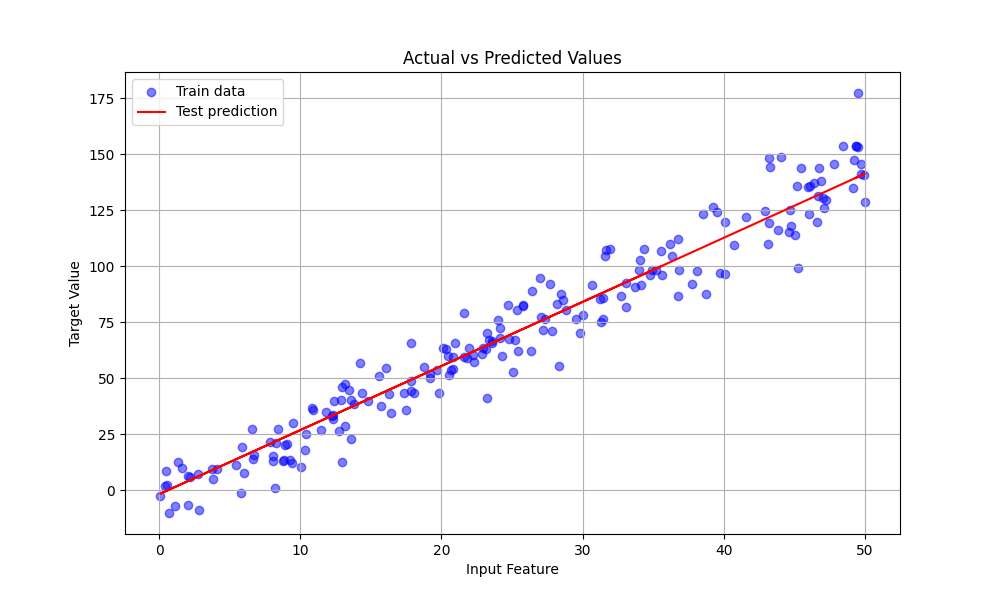 Actual vs Predicted Values
Train data
Test prediction
175
150
125
100
75
50
25
0
Target Value
0 10 20 30 40 50
Input Feature